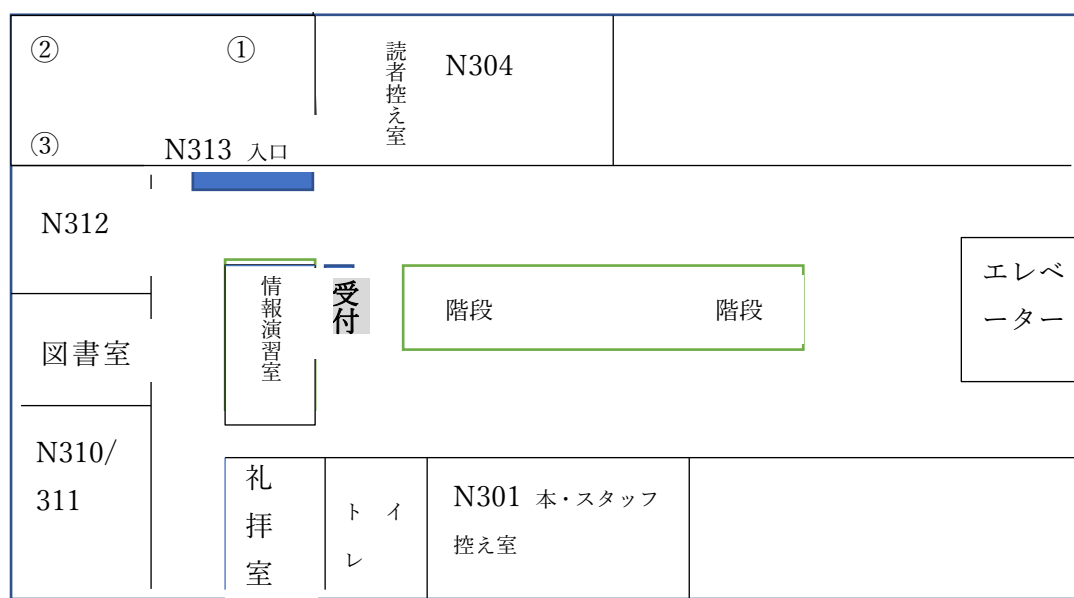 ② ①
読者控え室
N304
③
N313 入口
N312
情報演習室
受付
階段 階段
エレベ
ーター
図書室
N310/
311
礼拝室
トイ
レ
N301 本・スタッフ
控え室